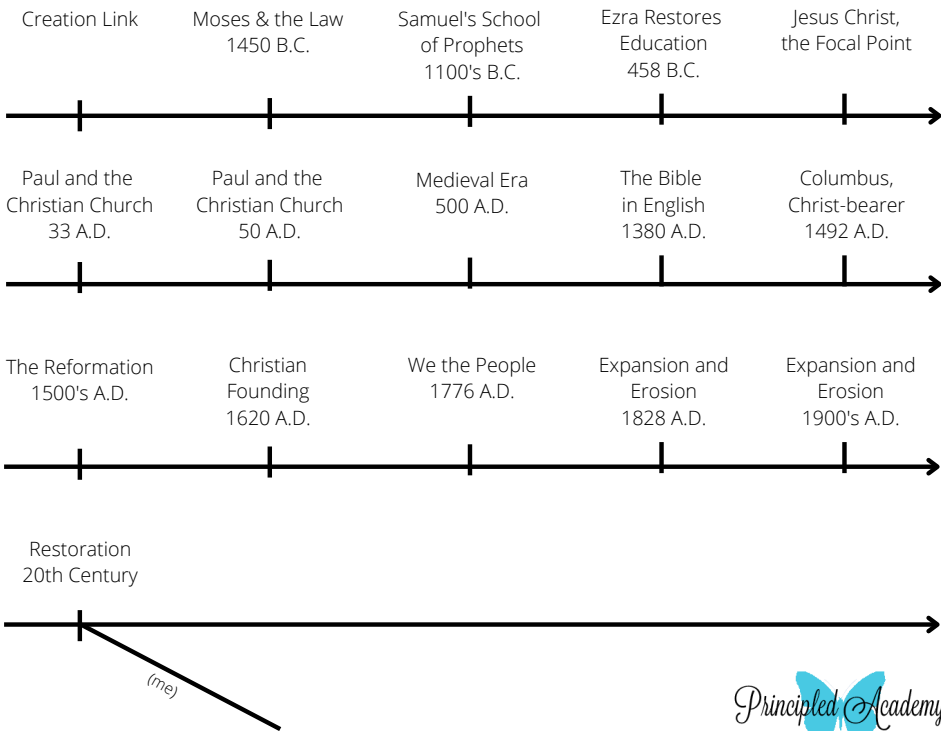 Creation Link
Moses & the Law
1450 B.C.
Samuel's School
of Prophets
1100's B.C.
Ezra Restores
Education
458 B.C.
Jesus Christ,
the Focal Point
Paul and the
Christian Church
33 A.D.
Paul and the
Christian Church
50 A.D.
Medieval Era
500 A.D.
The Bible
in English
1380 A.D.
Columbus,
Christ-bearer
1492 A.D.
The Reformation
1500's A.D.
Christian
Founding
1620 A.D.
We the People
1776 A.D.
Expansion and
Erosion
1828 A.D.
Expansion and
Erosion
1900's A.D.
Restoration
20th Century
(me)
Principled Academy